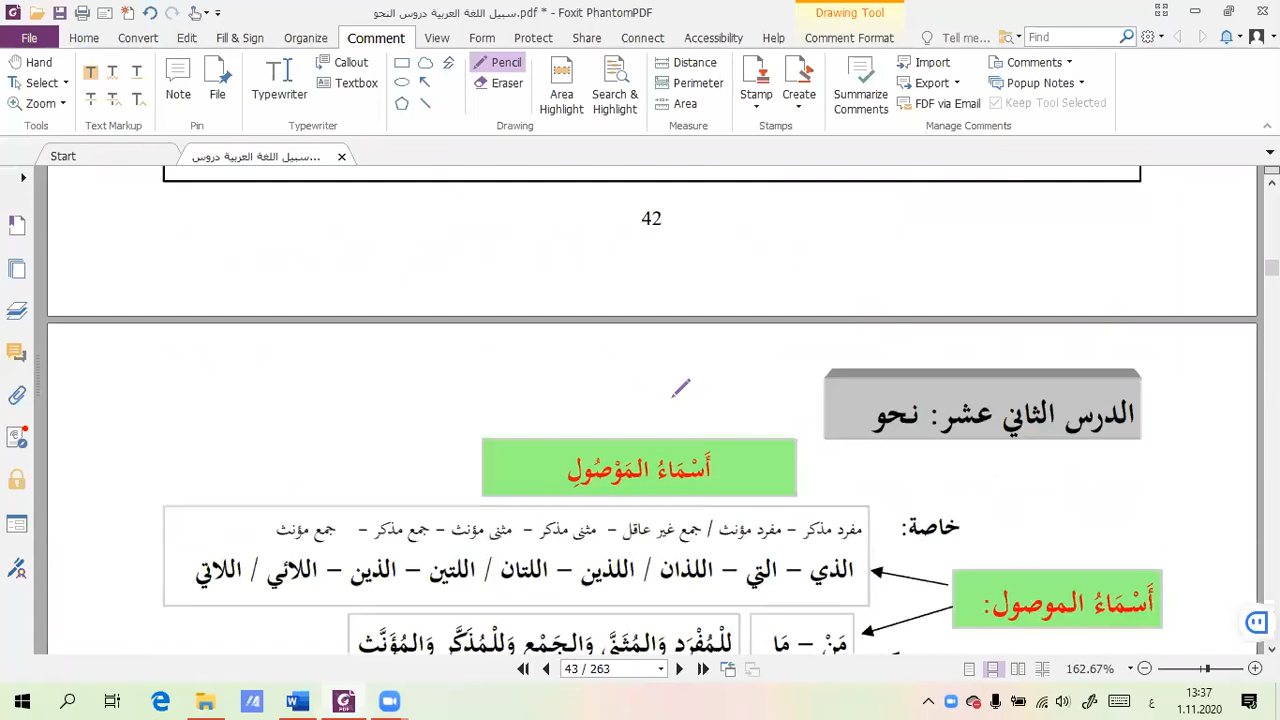 سبيل اللغة العربية دروس النحو.pdf * - Foxit PhantomPDF
Drawing Tool
File
Home
Convert
Edit
Fill & Sign
Organize
Comment
View
Form
Protect
Share
Connect
Accessibility
Help
Comment Format
Tell me...
Find
Hand
Select
Zoom
Tools
Text Markup
Note
File
Pin
Typewriter
Callout
Textbox
Typewriter
Pencil
Eraser
Area Highlight
Search & Highlight
Drawing
Distance
Perimeter
Area
Measure
Stamp
Create
Stamps
Summarize Comments
Import
Export
FDF via Email
Comments
Popup Notes
Keep Tool Selected
Manage Comments
Start
سبيل اللغة العربية دروس...
42
الدرس الثاني عشر: نحو
أَسْمَاءُ المَوْصُولِ
خاصة:
مفرد مذكر – مفرد مؤنث / جمع غير عاقل – مثنى مذكر – مثنى مؤنث – جمع مذكر – جمع مؤنث
الذي – التي – اللذان / اللذين – اللتان / اللتين – الذين – اللائي / اللاتي
أَسْمَاءُ الموصول:
مَنْ – مَا
لِلْمُفْرَدِ وَالمُثَنَّى وَالجَمْعِ وَلِلْمُذَكَّرِ وَالمُؤَنَّثِ
43 / 263
162.67%
13:37
1.11.2020
ع